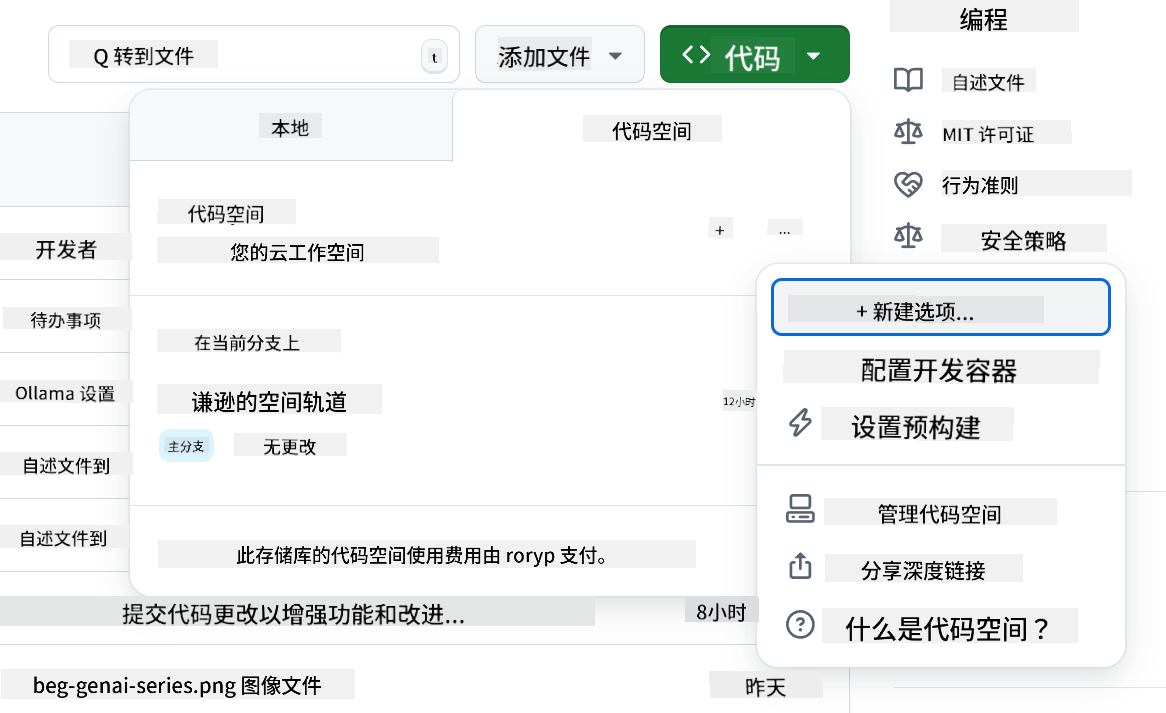 Q 转到文件
t
添加文件
<> 代码
编程
自述文件
MIT 许可证
行为准则
安全策略
本地
代码空间
代码空间
您的云工作空间
+
...
在当前分支上
谦逊的空间轨道
12小时
主分支
无更改
此存储库的代码空间使用费用由 roryp 支付。
+ 新建选项...
配置开发容器
设置预构建
管理代码空间
分享深度链接
什么是代码空间？
开发者
待办事项
Ollama 设置
自述文件到
自述文件到
提交代码更改以增强功能和改进...
8小时
beg-genai-series.png 图像文件
昨天